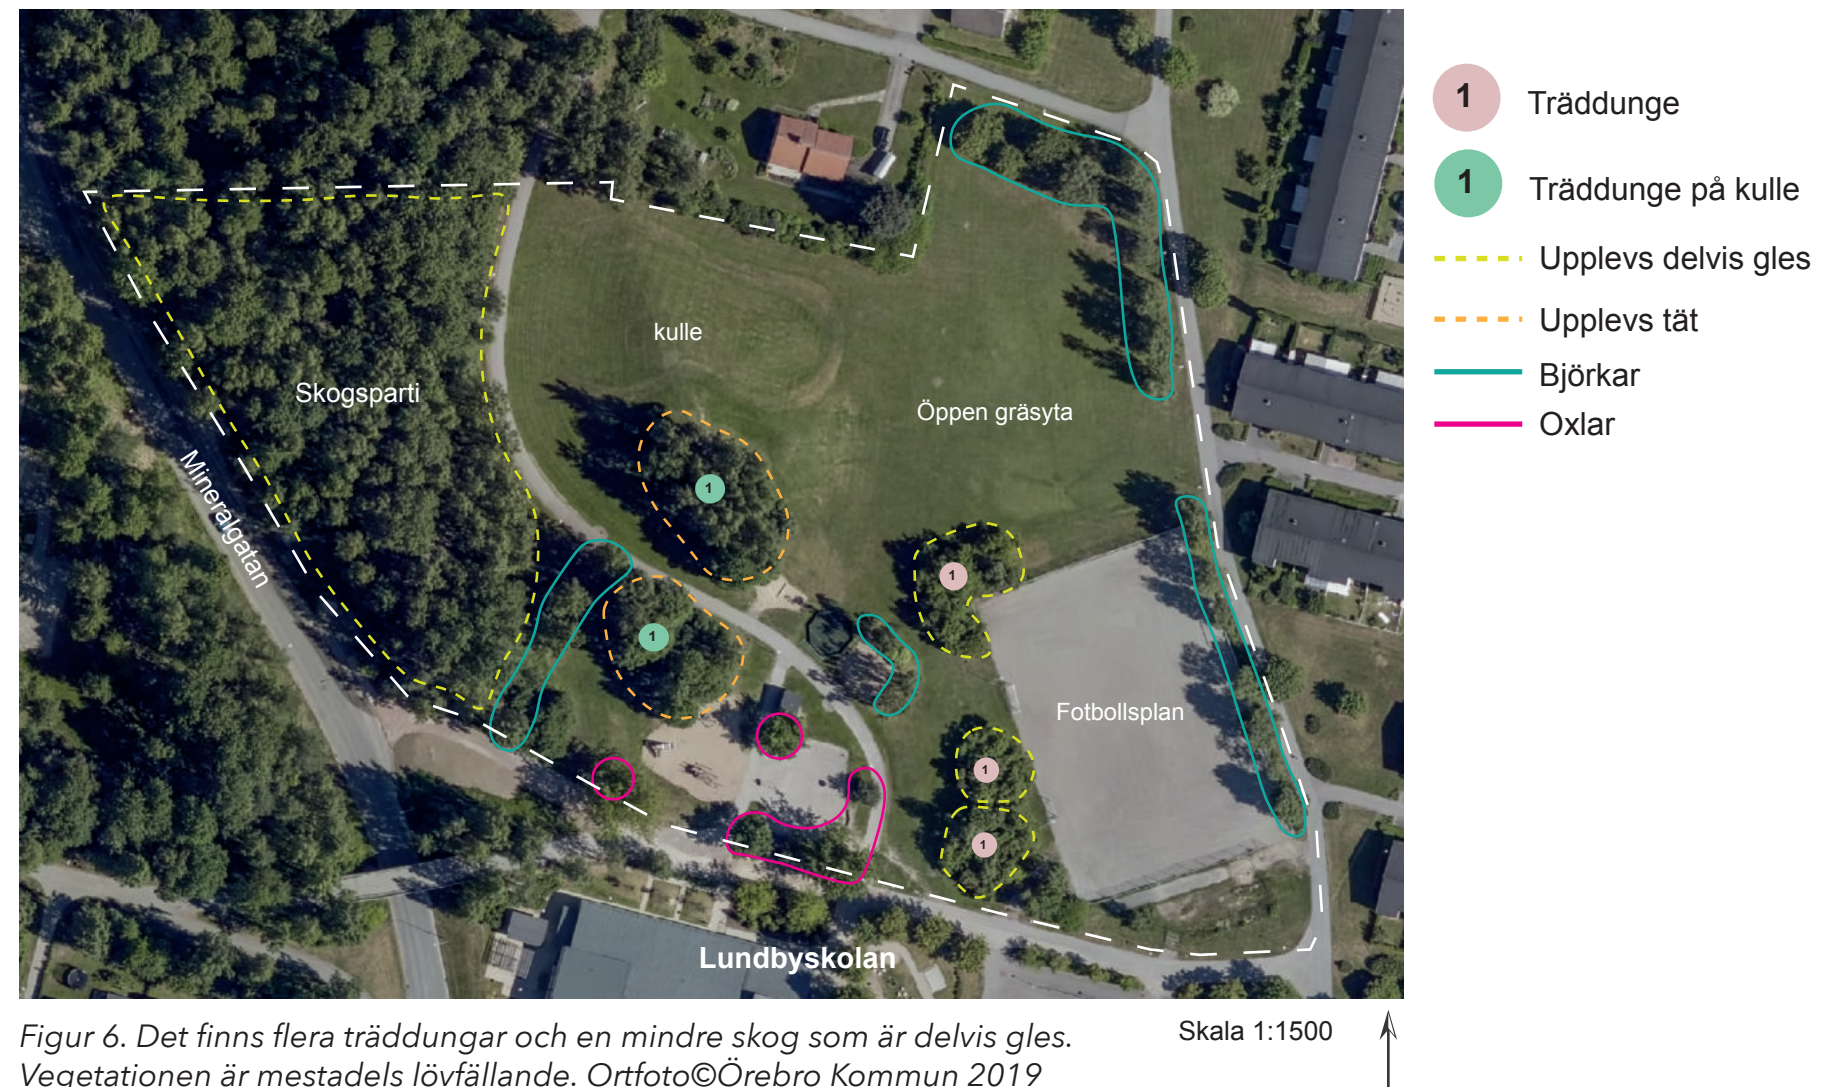 1 Träddunge
1 Träddunge på kulle
Upplevs delvis gles
Upplevs tät
Björkar
Oxlar
kulle
Skogsparti
Öppen gräsyta
Mineralgatan
1
1
1
Fotbollsplan
1
1
Lundbyskolan
Skala 1:1500
Figur 6. Det finns flera träddungar och en mindre skog som är delvis gles.
Vegetationen är mestadels lövfällande. Ortfoto©Örebro Kommun 2019